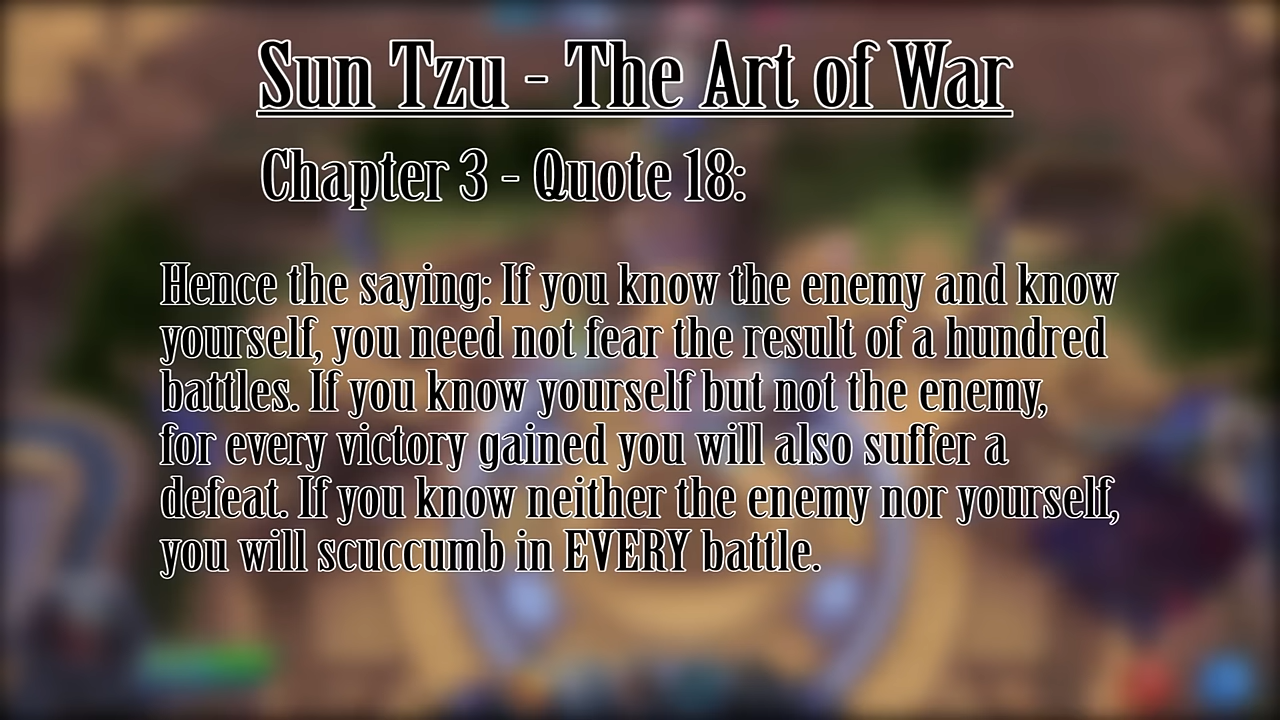 Sun Tzu - The Art of War
Chapter 3 - Quote 18:
Hence the saying: If you know the enemy and know
yourself, you need not fear the result of a hundred
battles. If you know yourself but not the enemy,
for every victory gained you will also suffer a
defeat. If you know neither the enemy nor yourself,
you will scuccumb in EVERY battle.